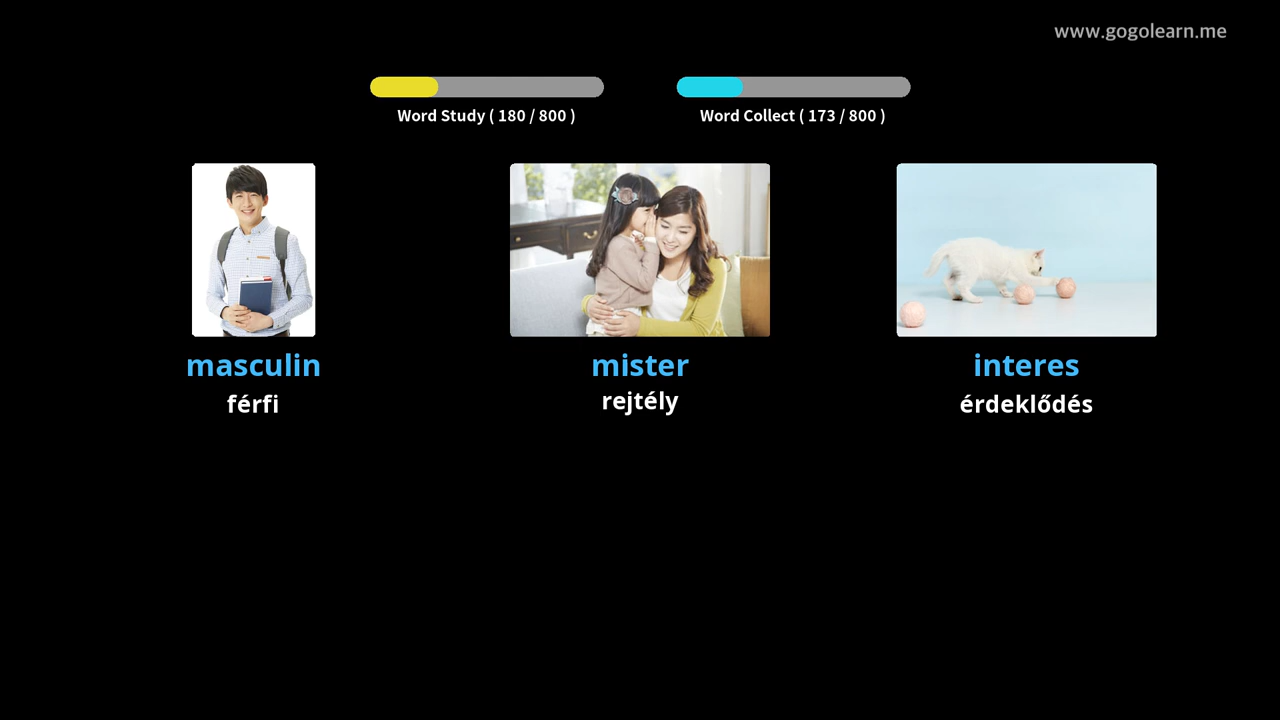 www.gogolearn.me
Word Study ( 180 / 800 )
Word Collect ( 173 / 800 )
masculin
férfi
mister
rejtély
interes
érdeklődés